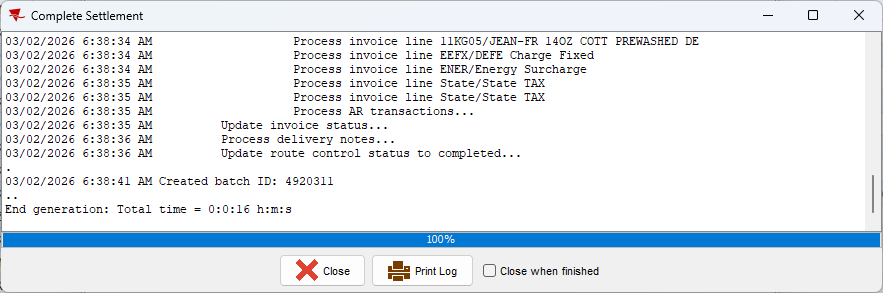 Complete Settlement
03/02/2026 6:38:34 AM Process invoice line 11KG05/JEAN-FR 14OZ COTT PREWASHED DE
03/02/2026 6:38:34 AM Process invoice line EEFX/DEFE Charge Fixed
03/02/2026 6:38:34 AM Process invoice line ENER/Energy Surcharge
03/02/2026 6:38:35 AM Process invoice line State/State TAX
03/02/2026 6:38:35 AM Process invoice line State/State TAX
03/02/2026 6:38:35 AM Process AR transactions...
03/02/2026 6:38:35 AM Update invoice status...
03/02/2026 6:38:36 AM Process delivery notes...
03/02/2026 6:38:36 AM Update route control status to completed...
.
03/02/2026 6:38:41 AM Created batch ID: 4920311
..
End generation: Total time = 0:0:16 h:m:s
100%
Close Print Log Close when finished